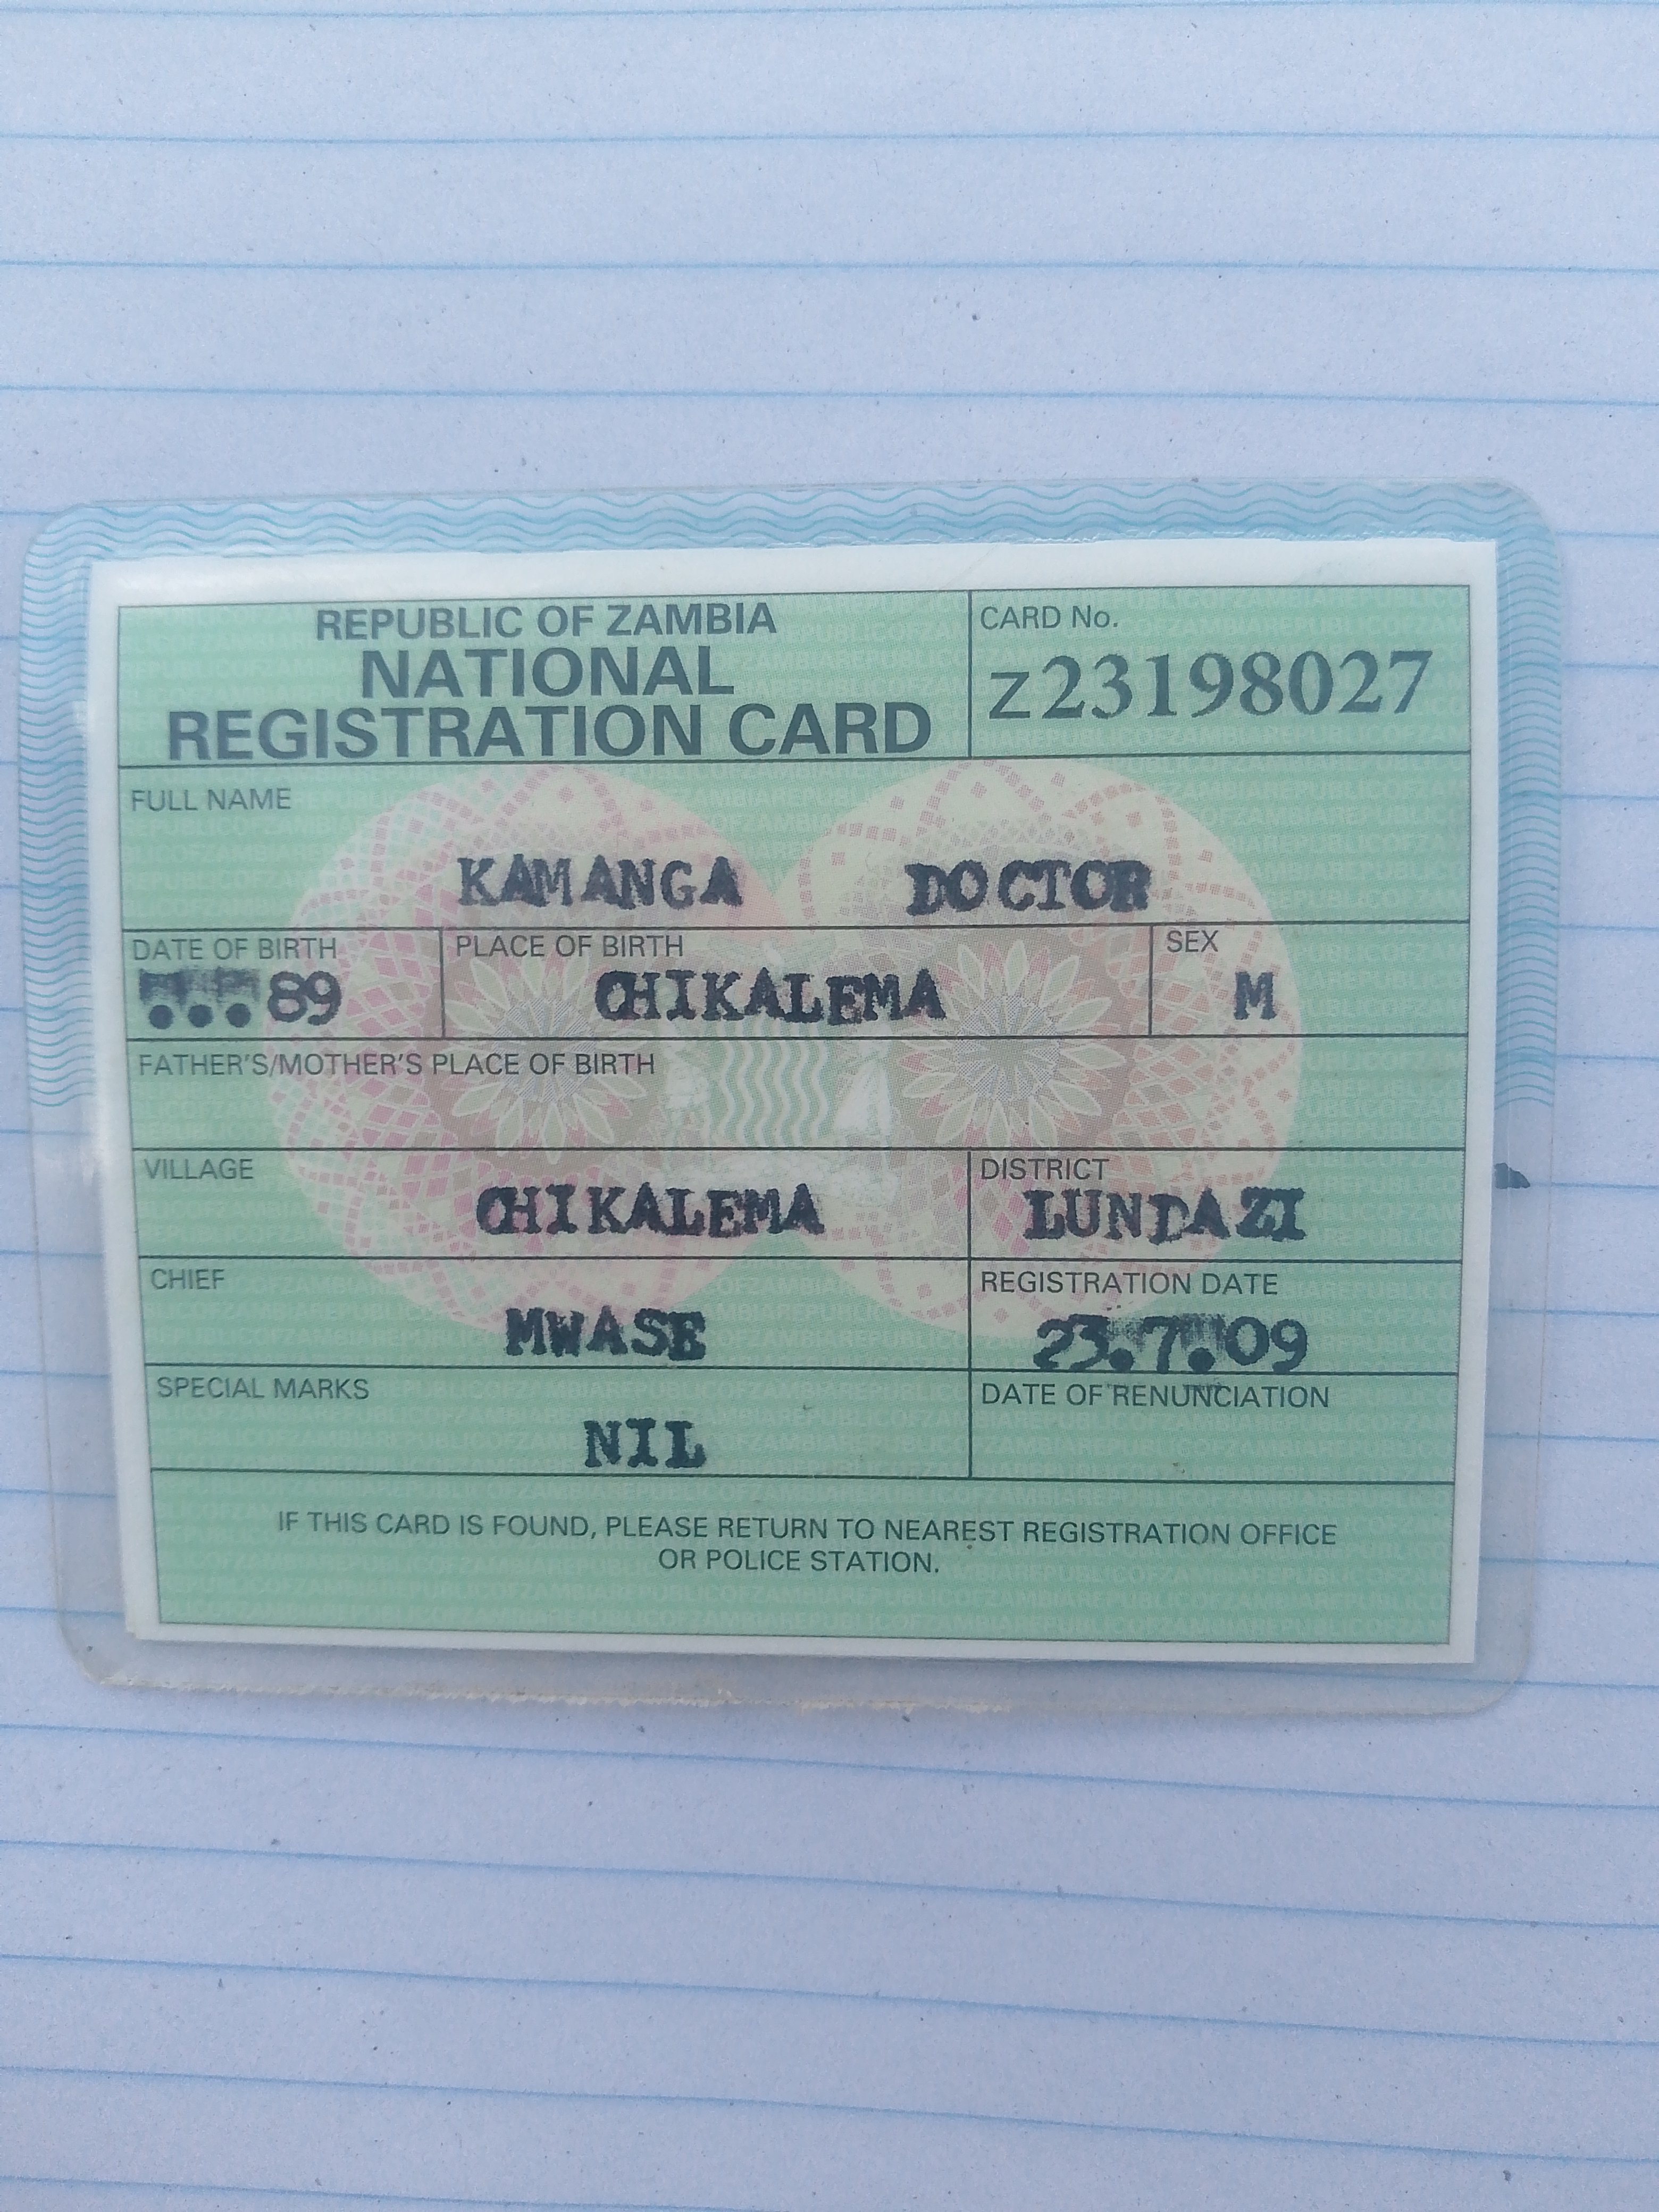 REPUBLIC OF ZAMBIA
NATIONAL
REGISTRATION CARD
CARD No.
Z23198027
FULL NAME
KAMANGA DOCTOR
DATE OF BIRTH
...89
PLACE OF BIRTH
CHIKALEMA
SEX
M
FATHER'S/MOTHER'S PLACE OF BIRTH
VILLAGE
CHIKALEMA
DISTRICT
LUNDAZI
CHIEF
MWASE
REGISTRATION DATE
23.7.09
SPECIAL MARKS
NIL
DATE OF RENUNCIATION
IF THIS CARD IS FOUND, PLEASE RETURN TO NEAREST REGISTRATION OFFICE
OR POLICE STATION.